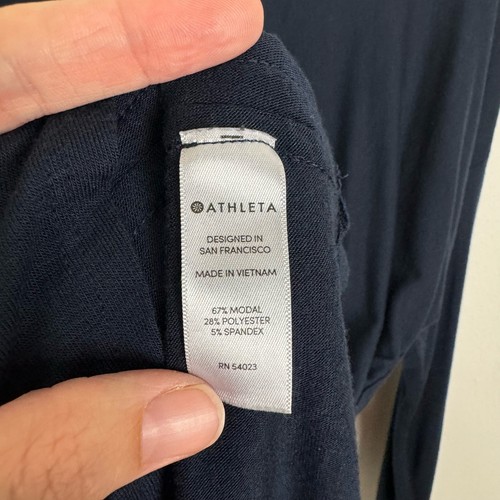 ATHLETA
DESIGNED IN
SAN FRANCISCO
MADE IN VIETNAM
67% MODAL
28% POLYESTER
5% SPANDEX
RN 54023